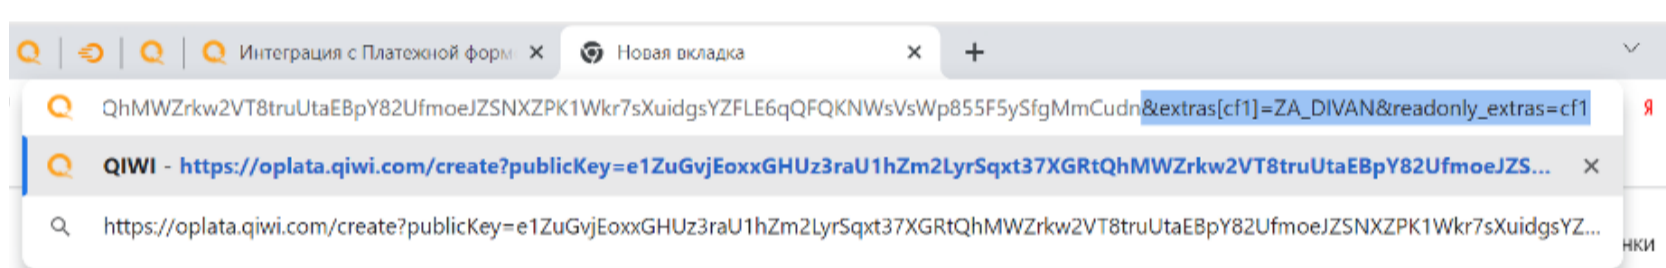 Интеграция с Платежной форм
Новая вкладка
QhMWZrkw2VT8truUtaEBpY82UfmoeJZSNXZPK1Wkr7sXuidgsYZFLE6qQFQKNWsVsWp855F5ySfgMmCudn&extras[cf1]=ZA_DIVAN&readonly_extras=cf1
Я
QIWI - https://oplata.qiwi.com/create?publicKey=e1ZuGvjEoxxGHUz3raU1hZm2LyrSqxt37XGRtQhMWZrkw2VT8truUtaEBpY82UfmoeJZS...
https://oplata.qiwi.com/create?publicKey=e1ZuGvjEoxxGHUz3raU1hZm2LyrSqxt37XGRtQhMWZrkw2VT8truUtaEBpY82UfmoeJZSNXZPK1Wkr7sXuidgsYZ...
нки